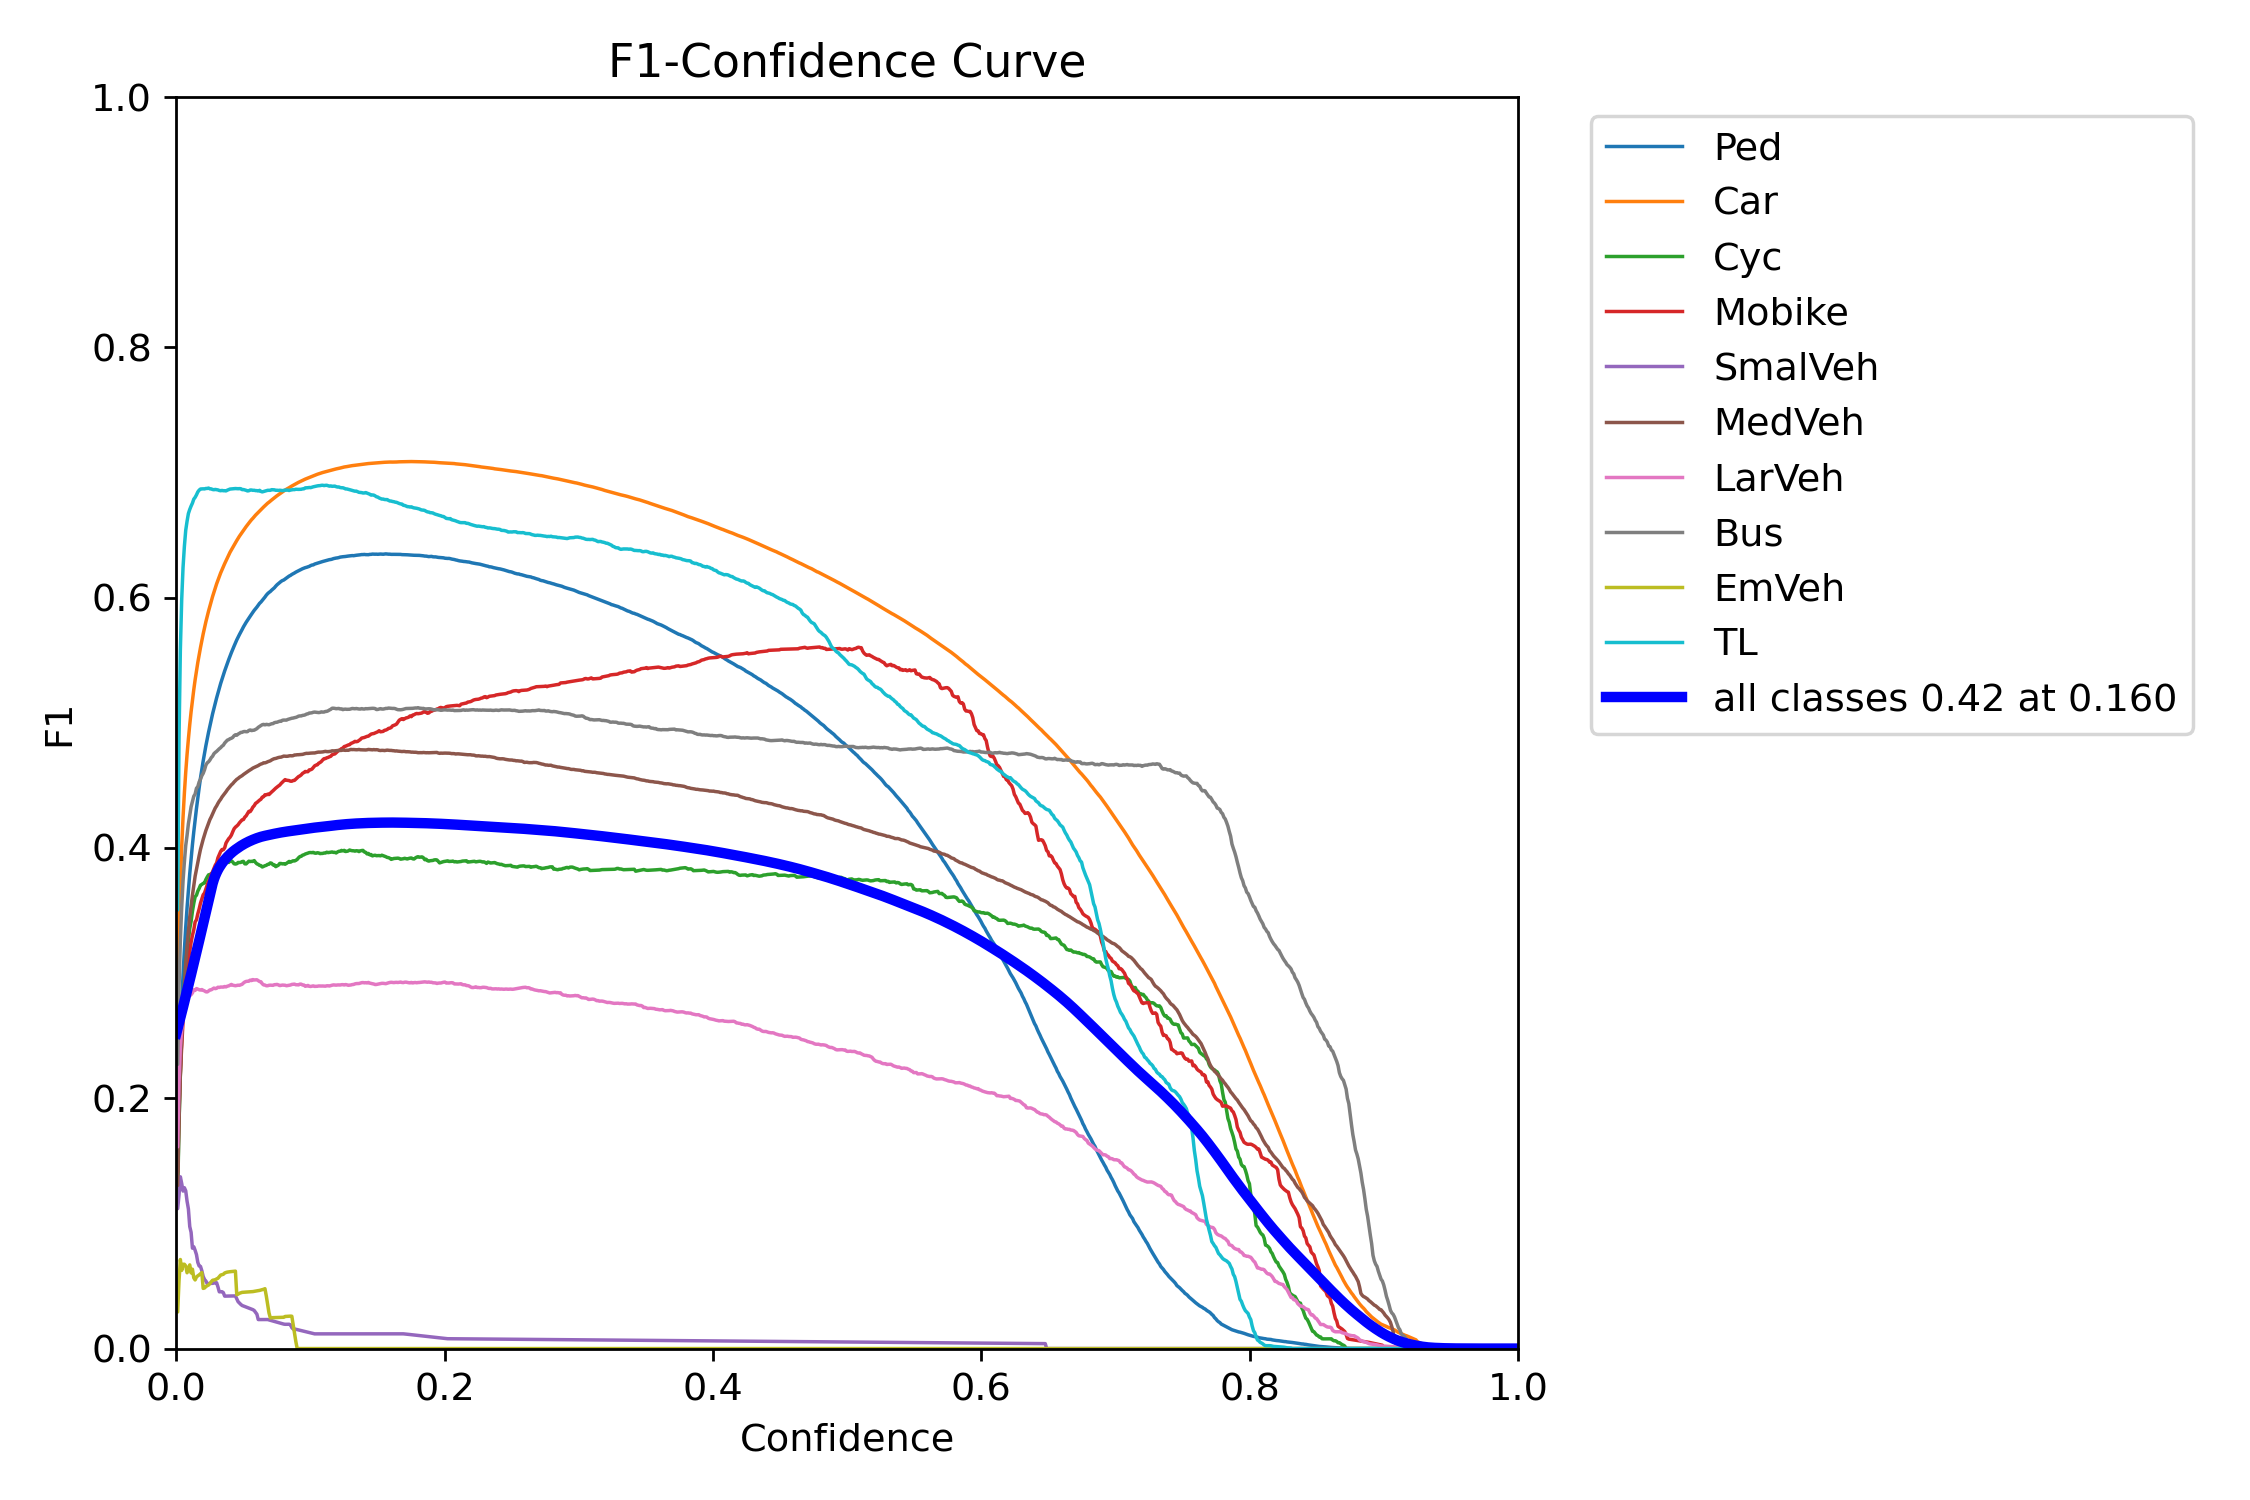 F1-Confidence Curve
1.0
0.8
0.6
0.4
0.2
0.0
F1
0.0 0.2 0.4 0.6 0.8 1.0
Confidence
Ped
Car
Cyc
Mobike
SmalVeh
MedVeh
LarVeh
Bus
EmVeh
TL
all classes 0.42 at 0.160